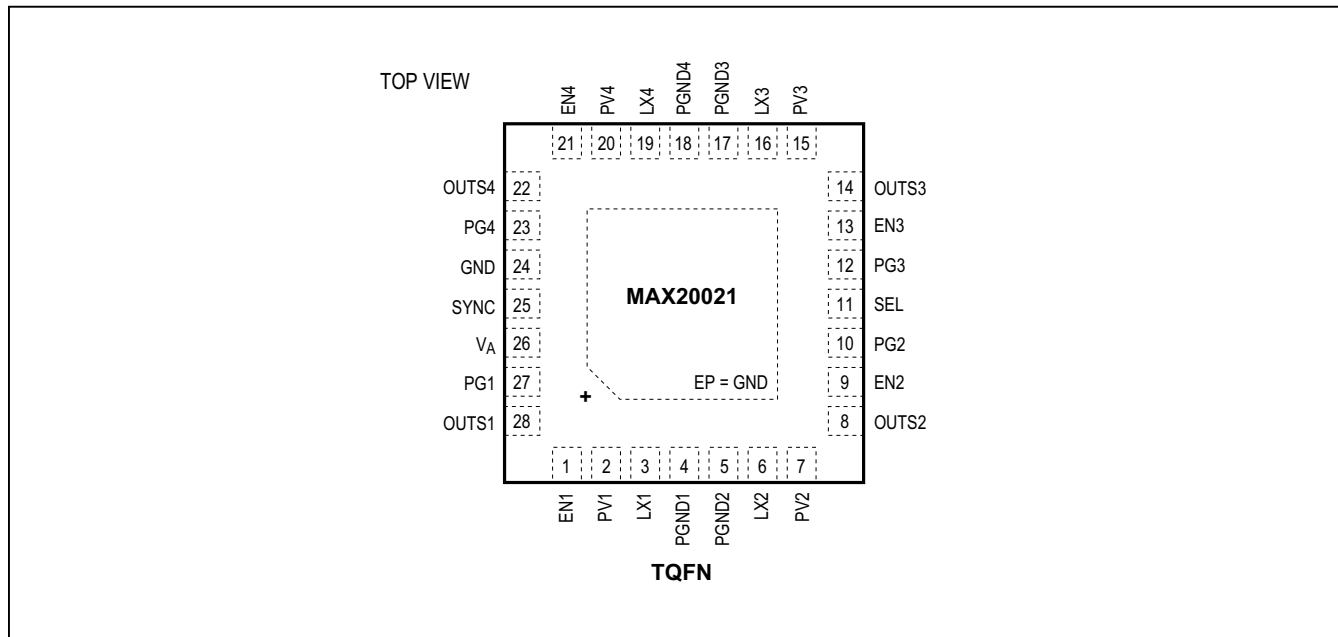 TOP VIEW
EN4 PV4 LX4 PGND4 PGND3 LX3 PV3
21 20 19 18 17 16 15
OUTS4 22 14 OUTS3
PG4 23 13 EN3
GND 24 12 PG3
SYNC 25 MAX20021 11 SEL
VA 26 10 PG2
PG1 27 EP = GND 9 EN2
+
OUTS1 28 8 OUTS2
1 2 3 4 5 6 7
EN1 PV1 LX1 PGND1 PGND2 LX2 PV2
TQFN